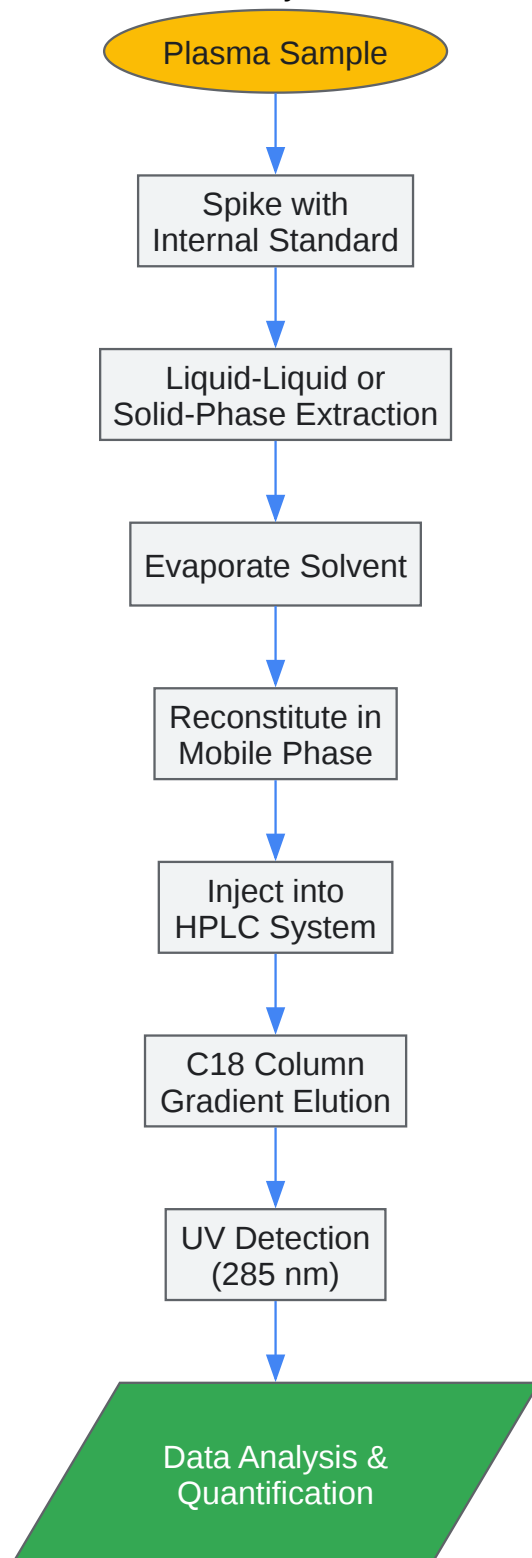 Plasma Sample
Spike with
Internal Standard
Liquid-Liquid or
Solid-Phase Extraction
Evaporate Solvent
Reconstitute in
Mobile Phase
Inject into
HPLC System
C18 Column
Gradient Elution
UV Detection
(285 nm)
Data Analysis &
Quantification